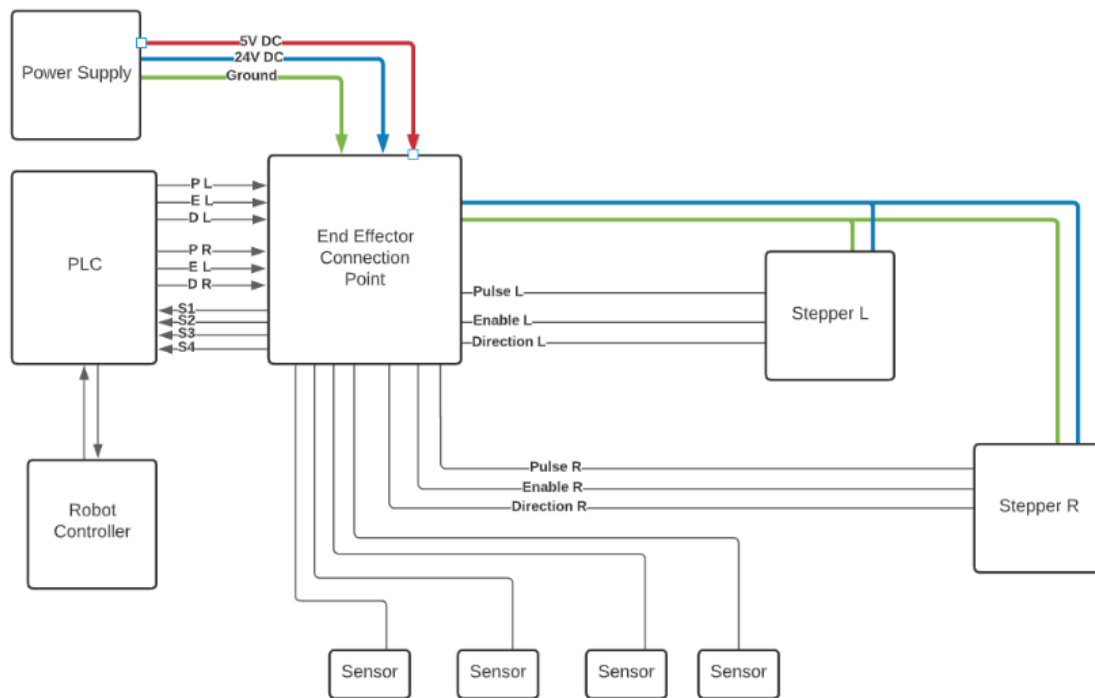 5V DC
24V DC
Ground
Power Supply
P L
E L
D L
P R
E L
D R
S1
S2
S3
S4
PLC
End Effector
Connection
Point
Pulse L
Enable L
Direction L
Stepper L
Pulse R
Enable R
Direction R
Stepper R
Robot
Controller
Sensor
Sensor
Sensor
Sensor